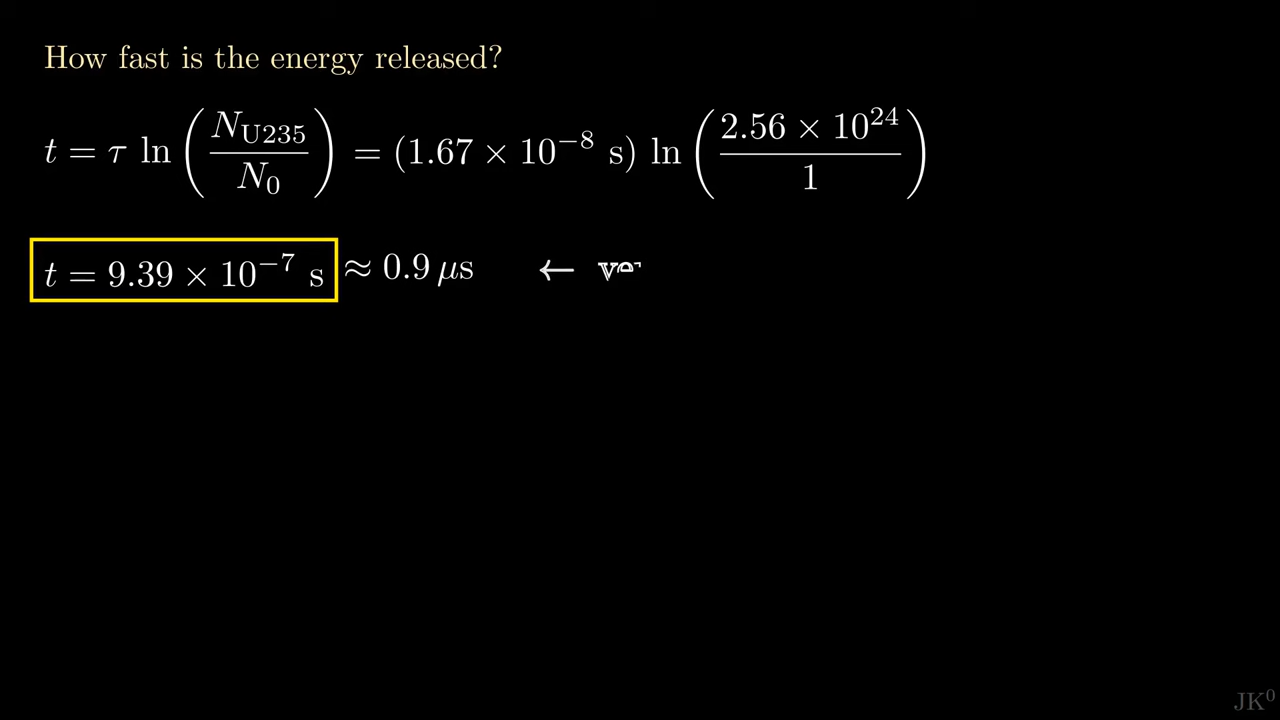 How fast is the energy released?
t = τ ln(N_U235 / N_0) = (1.67 × 10^−8 s) ln(2.56 × 10^24 / 1)
t = 9.39 × 10^−7 s ≈ 0.9 μs ←
JK^0